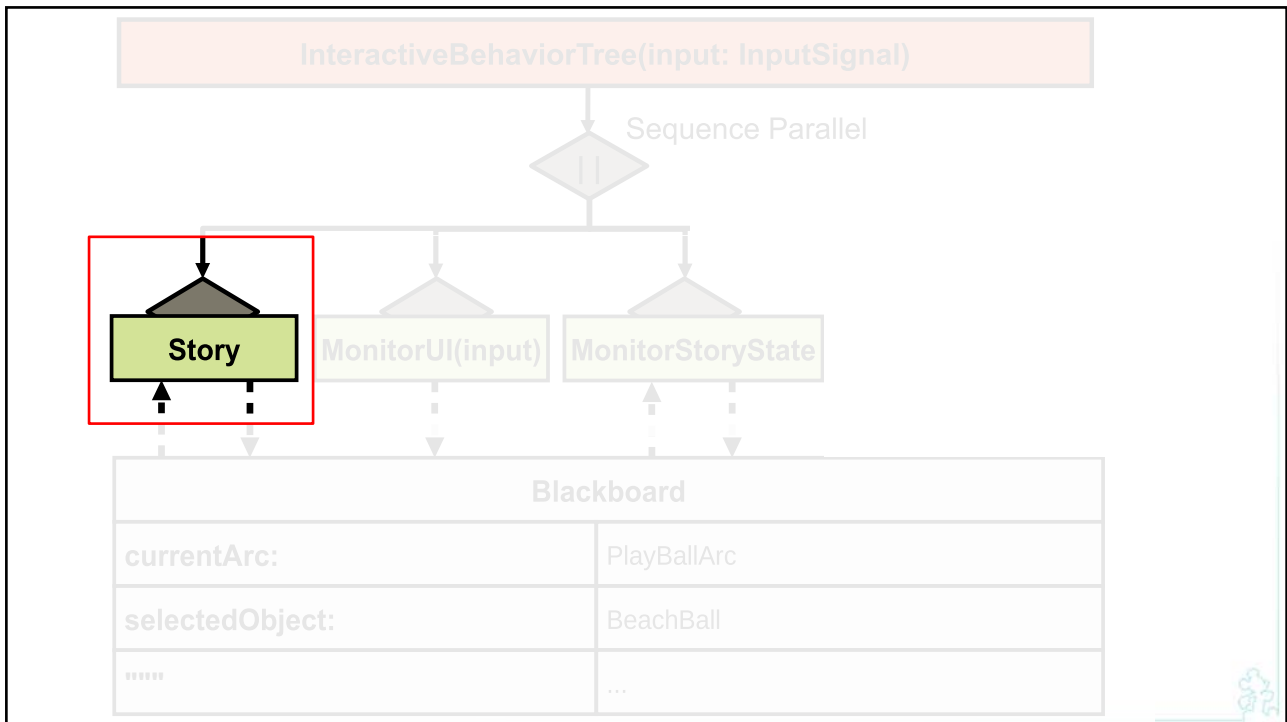 InteractiveBehaviorTree(input: InputSignal)
Sequence Parallel
||
Story
MonitorUI(input)
MonitorStoryState
Blackboard
currentArc:
PlayBallArc
selectedObject:
BeachBall
"""" 
...